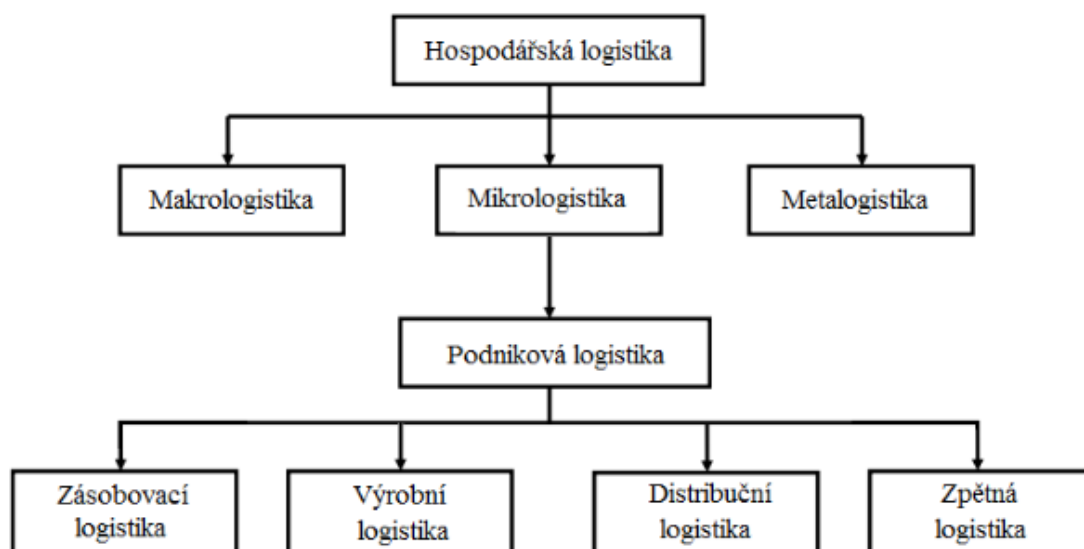 Hospodářská logistika
Makrologistika
Mikrologistika
Metalogistika
Podniková logistika
Zásobovací
logistika
Výrobní
logistika
Distribuční
logistika
Zpětná
logistika